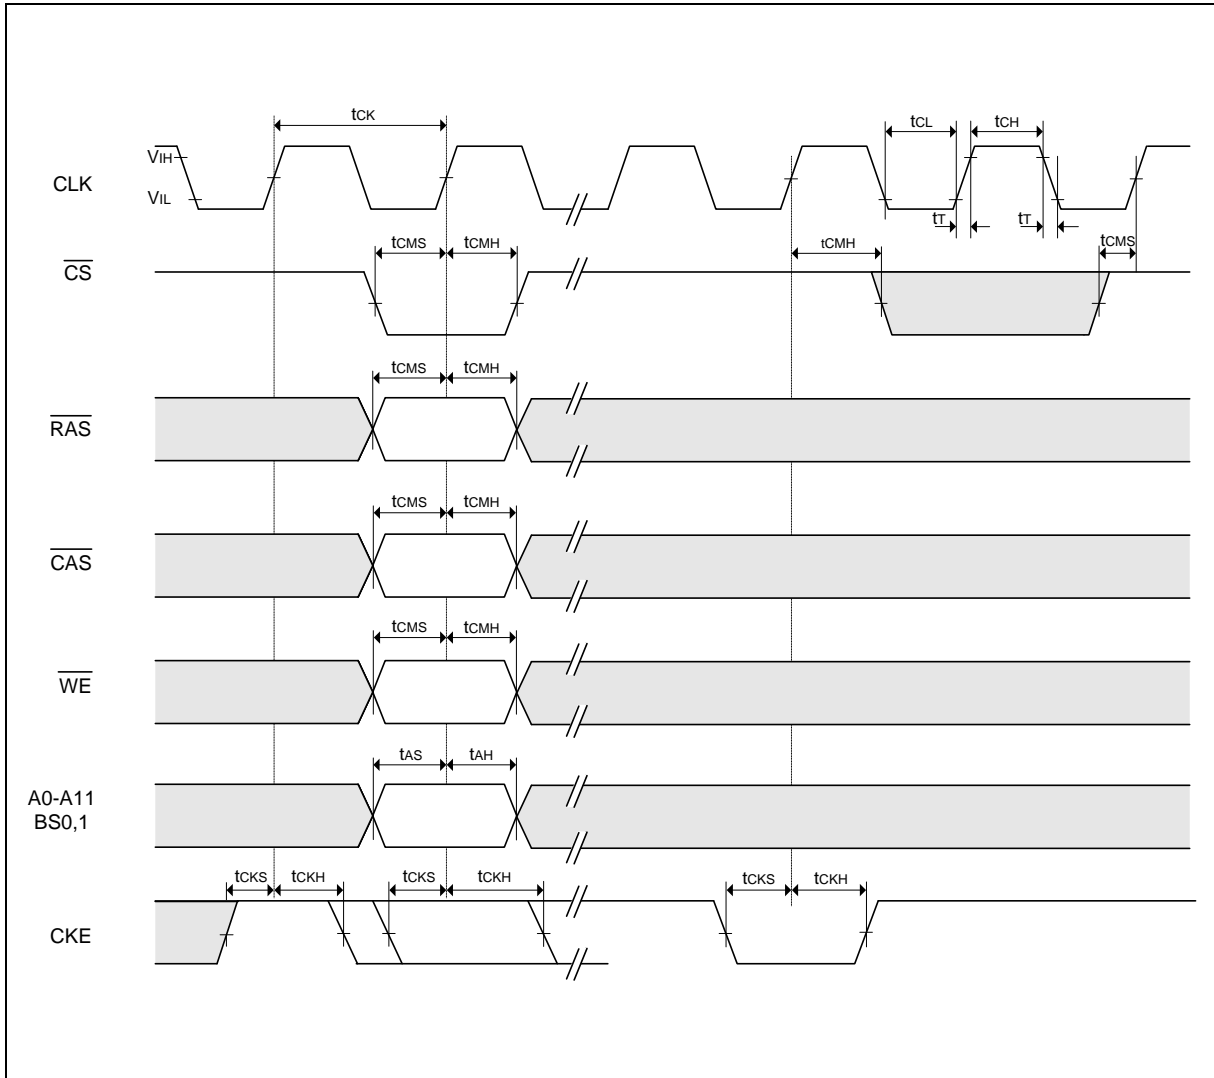 tCK
tCL
tCH
VIH
CLK
VIL
tT
tT
tCMS
tCMH
tCMH
tCMS
CS
tCMS
tCMH
RAS
tCMS
tCMH
CAS
tCMS
tCMH
WE
tAS
tAH
A0-A11
BS0,1
tCKS
tCKH
tCKS
tCKH
tCKS
tCKH
CKE